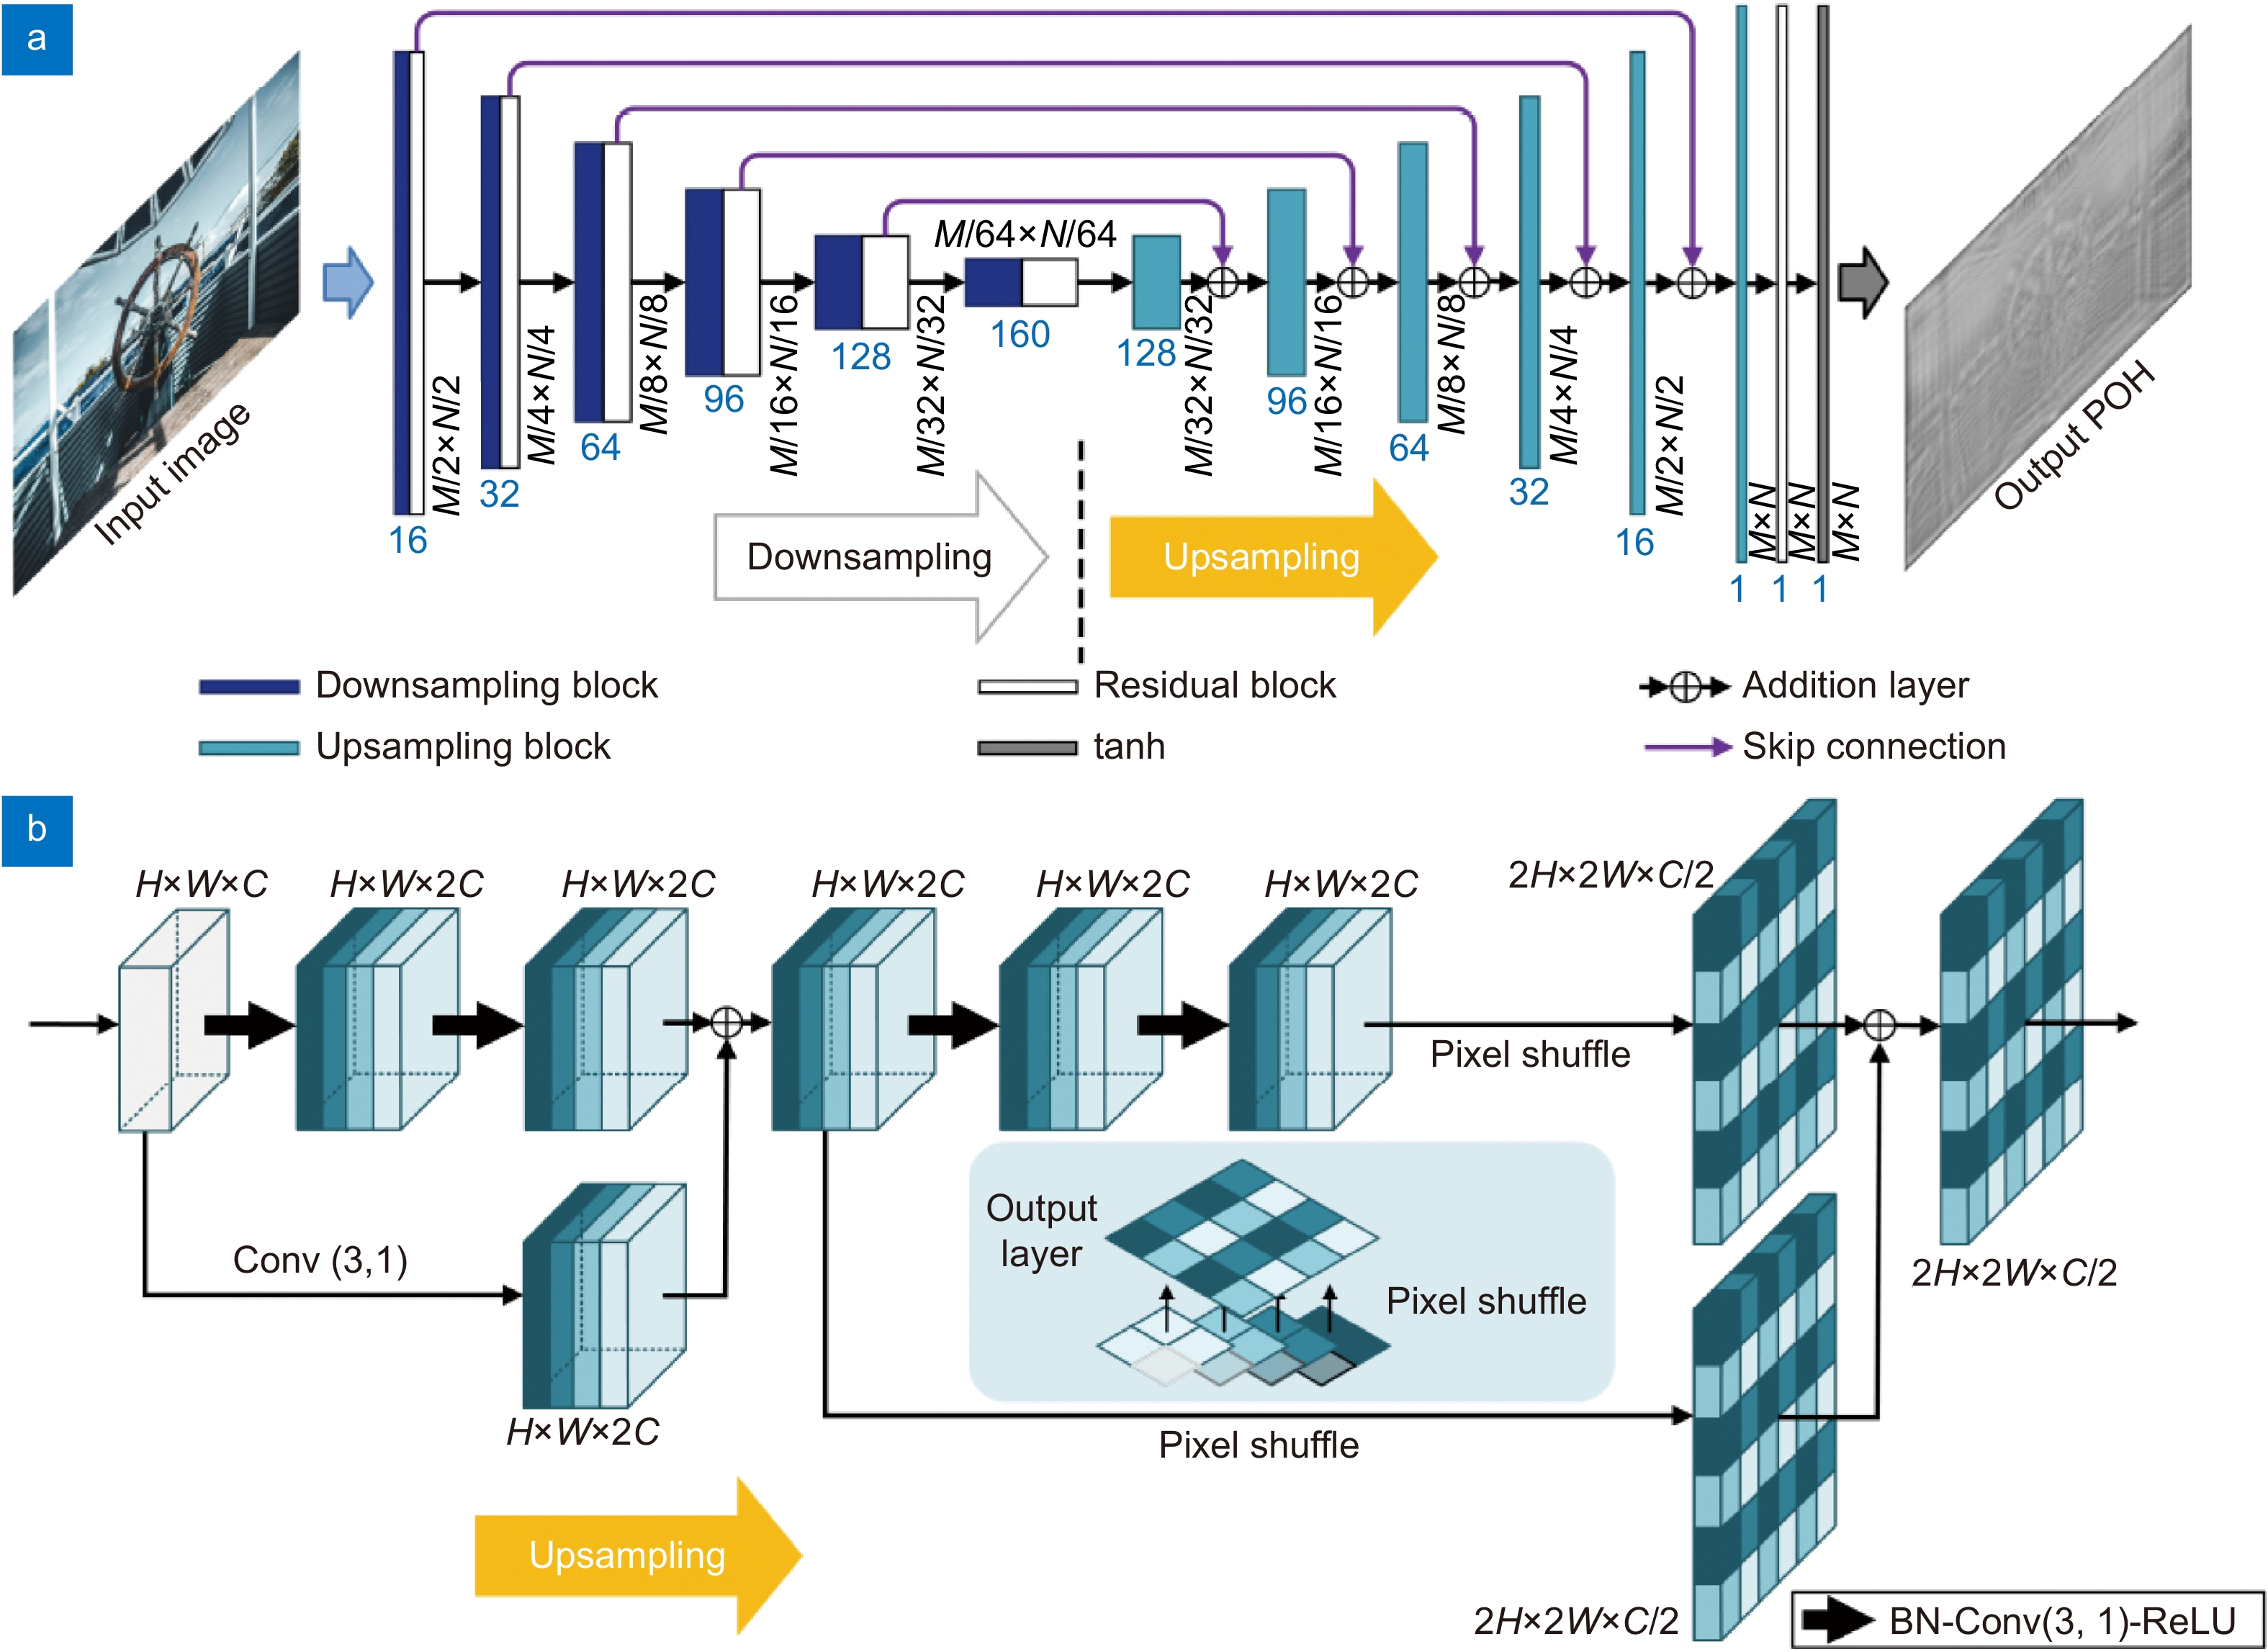 a
Input image
16
M/2×N/2
32
M/4×N/4
64
M/8×N/8
96
M/16×N/16
128
M/32×N/32
M/64×N/64
160
128
M/32×N/32
96
M/16×N/16
64
M/8×N/8
32
M/4×N/4
16
M/2×N/2
1
M×N
1
M×N
1
M×N
Output POH
Downsampling
Upsampling
Downsampling block
Residual block
Addition layer
Upsampling block
tanh
Skip connection
b
H×W×C
H×W×2C
H×W×2C
H×W×2C
H×W×2C
H×W×2C
2H×2W×C/2
Pixel shuffle
Conv (3,1)
H×W×2C
Output
layer
Pixel shuffle
Pixel shuffle
2H×2W×C/2
Upsampling
2H×2W×C/2
BN-Conv(3, 1)-ReLU